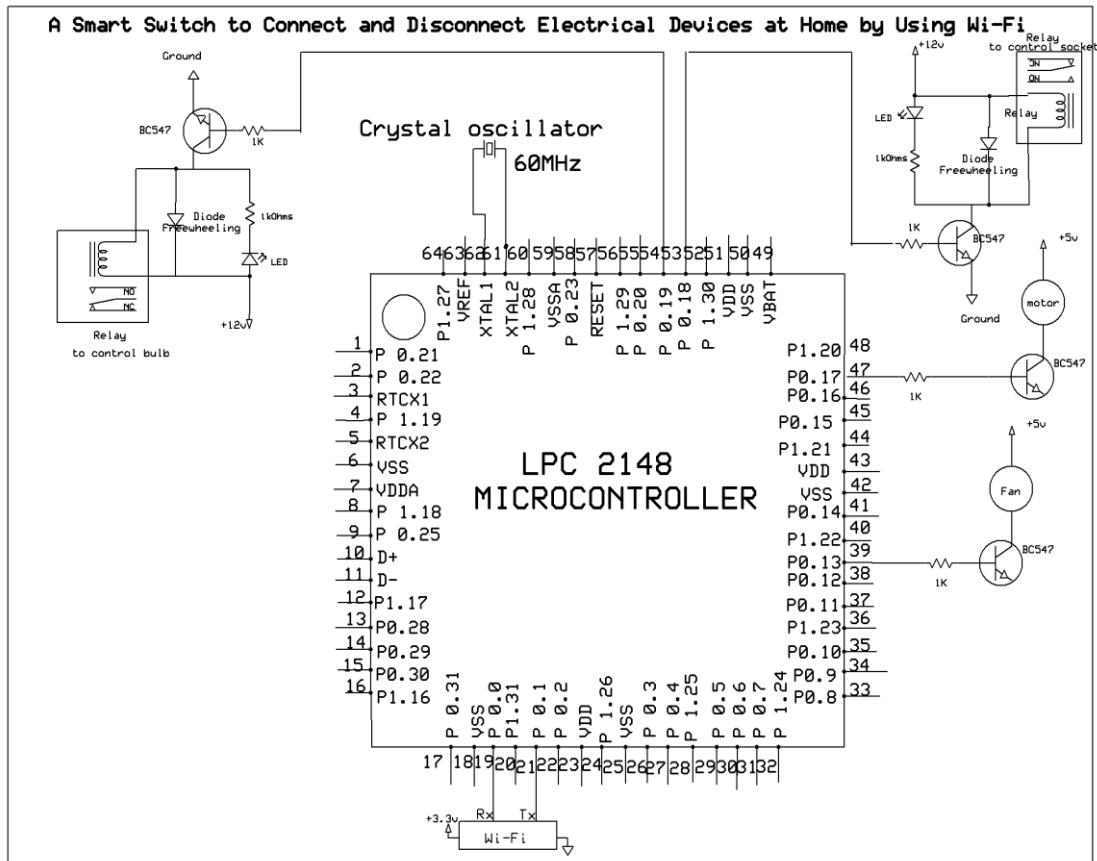 A Smart Switch to Connect and Disconnect Electrical Devices at Home by Using Wi-Fi
Ground
BC547
1K
Diode
Freewheeling
1kOhms
LED
NO
NC
+12v
Relay
to control bulb
Crystal oscillator
60MHz
+12v
Relay
to control socket
NC
NO
Relay
LED
1kOhms
Diode
Freewheeling
1K
BC547
Ground
+5v
motor
BC547
1K
+5v
Fan
BC547
1K
64 63 62 61 60 59 58 57 56 55 54 53 52 51 50 49
P1.27
VREF
XTAL1
XTAL2
P 1.28
VSSA
P 0.23
RESET
P 1.29
P 0.20
P 0.19
P 0.18
P 1.30
VDD
VSS
VBAT
1 P 0.21
2 P 0.22
3 RTCX1
4 P 1.19
5 RTCX2
6 VSS
7 VDDA
8 P 1.18
9 P 0.25
10 D+
11 D-
12 P1.17
13 P0.28
14 P0.29
15 P0.30
16 P1.16
LPC 2148
MICROCONTROLLER
P1.20 48
P0.17 47
P0.16 46
P0.15 45
P1.21 44
VDD 43
VSS 42
P0.14 41
P1.22 40
P0.13 39
P0.12 38
P0.11 37
P1.23 36
P0.10 35
P0.9 34
P0.8 33
P 0.31
VSS
P 0.0
P1.31
P 0.1
P 0.2
VDD
P 1.26
VSS
P 0.3
P 0.4
P 1.25
P 0.5
P 0.6
P 0.7
P 1.24
17 18 19 20 21 22 23 24 25 26 27 28 29 30 31 32
Rx Tx
+3.3v
Wi-Fi